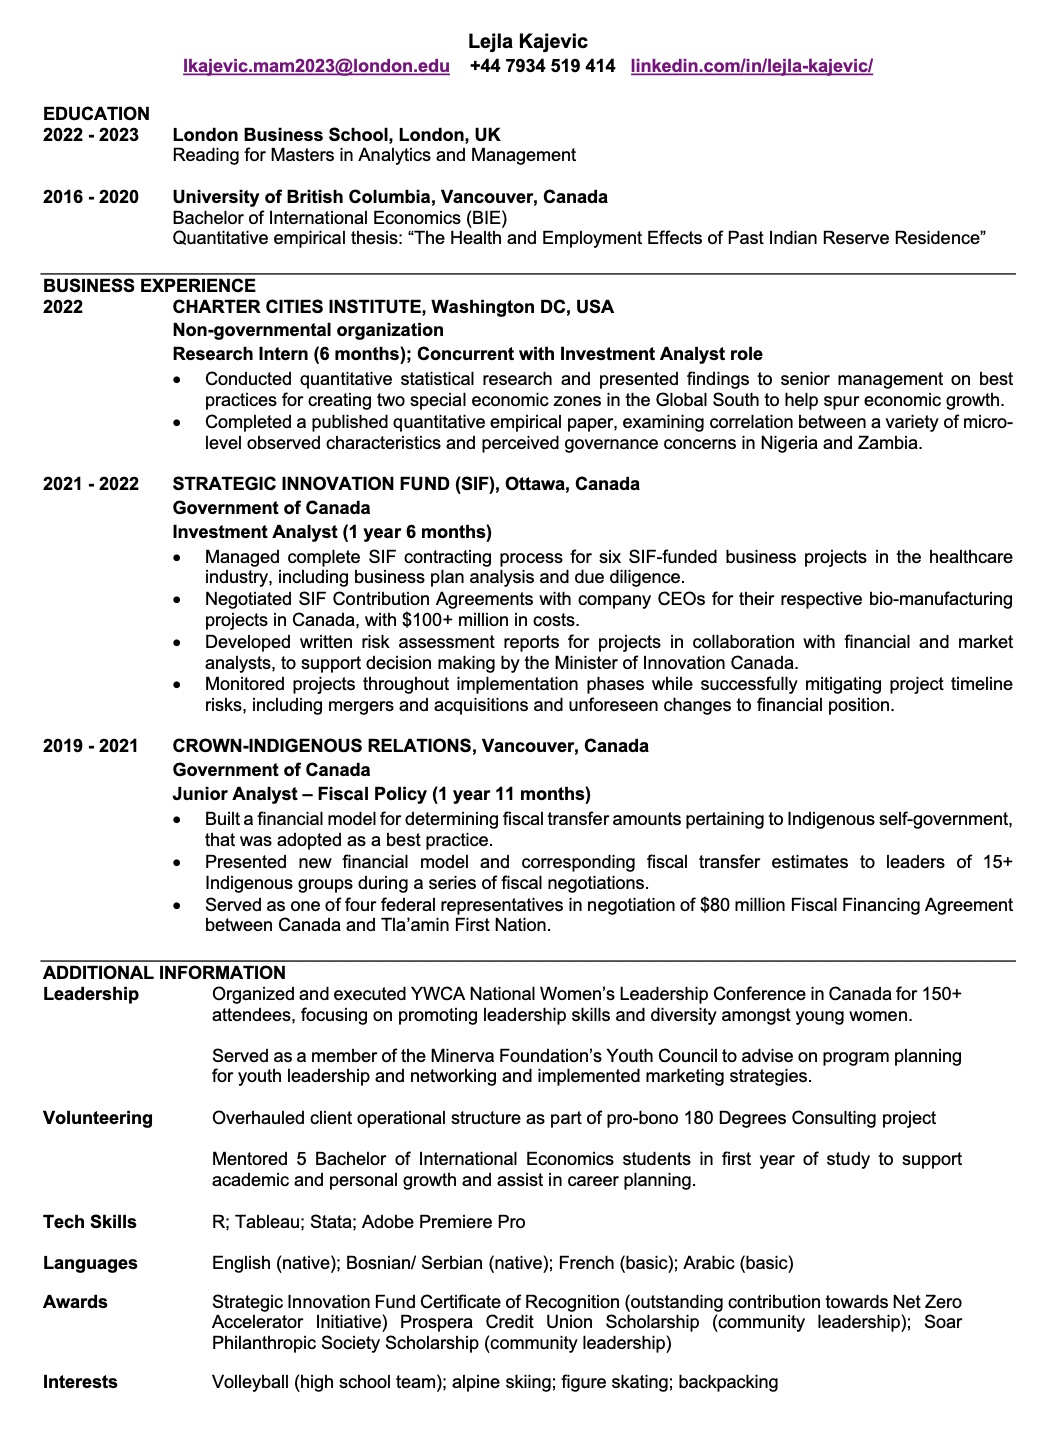 Lejla Kajevic
lkajevic.mam2023@london.edu +44 7934 519 414 linkedin.com/in/lejla-kajevic/
EDUCATION
2022 - 2023 London Business School, London, UK
Reading for Masters in Analytics and Management
2016 - 2020 University of British Columbia, Vancouver, Canada
Bachelor of International Economics (BIE)
Quantitative empirical thesis: “The Health and Employment Effects of Past Indian Reserve Residence”
BUSINESS EXPERIENCE
2022 CHARTER CITIES INSTITUTE, Washington DC, USA
Non-governmental organization
Research Intern (6 months); Concurrent with Investment Analyst role
• Conducted quantitative statistical research and presented findings to senior management on best
practices for creating two special economic zones in the Global South to help spur economic growth.
• Completed a published quantitative empirical paper, examining correlation between a variety of micro-
level observed characteristics and perceived governance concerns in Nigeria and Zambia.
2021 - 2022 STRATEGIC INNOVATION FUND (SIF), Ottawa, Canada
Government of Canada
Investment Analyst (1 year 6 months)
• Managed complete SIF contracting process for six SIF-funded business projects in the healthcare
industry, including business plan analysis and due diligence.
• Negotiated SIF Contribution Agreements with company CEOs for their respective bio-manufacturing
projects in Canada, with $100+ million in costs.
• Developed written risk assessment reports for projects in collaboration with financial and market
analysts, to support decision making by the Minister of Innovation Canada.
• Monitored projects throughout implementation phases while successfully mitigating project timeline
risks, including mergers and acquisitions and unforeseen changes to financial position.
2019 - 2021 CROWN-INDIGENOUS RELATIONS, Vancouver, Canada
Government of Canada
Junior Analyst – Fiscal Policy (1 year 11 months)
• Built a financial model for determining fiscal transfer amounts pertaining to Indigenous self-government,
that was adopted as a best practice.
• Presented new financial model and corresponding fiscal transfer estimates to leaders of 15+
Indigenous groups during a series of fiscal negotiations.
• Served as one of four federal representatives in negotiation of $80 million Fiscal Financing Agreement
between Canada and Tla’amin First Nation.
ADDITIONAL INFORMATION
Leadership Organized and executed YWCA National Women’s Leadership Conference in Canada for 150+
attendees, focusing on promoting leadership skills and diversity amongst young women.
Served as a member of the Minerva Foundation’s Youth Council to advise on program planning
for youth leadership and networking and implemented marketing strategies.
Volunteering Overhauled client operational structure as part of pro-bono 180 Degrees Consulting project
Mentored 5 Bachelor of International Economics students in first year of study to support
academic and personal growth and assist in career planning.
Tech Skills R; Tableau; Stata; Adobe Premiere Pro
Languages English (native); Bosnian/ Serbian (native); French (basic); Arabic (basic)
Awards Strategic Innovation Fund Certificate of Recognition (outstanding contribution towards Net Zero
Accelerator Initiative) Prospera Credit Union Scholarship (community leadership); Soar
Philanthropic Society Scholarship (community leadership)
Interests Volleyball (high school team); alpine skiing; figure skating; backpacking